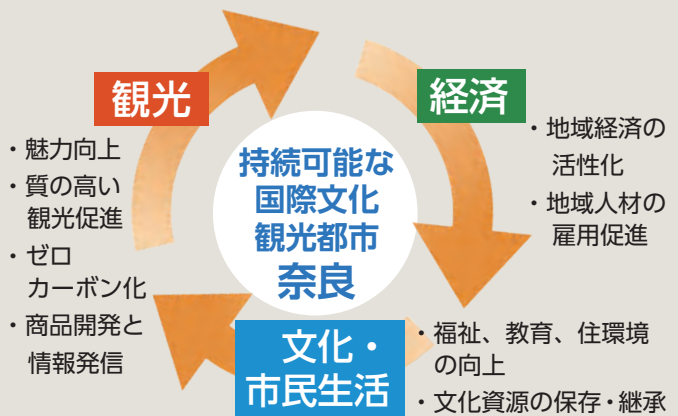 観光
・魅力向上
・質の高い
観光促進
・ゼロ
カーボン化
・商品開発と
情報発信
経済
・地域経済の
活性化
・地域人材の
雇用促進
持続可能な
国際文化
観光都市
奈良
文化・
市民生活
・福祉、教育、住環境
の向上
・文化資源の保存・継承